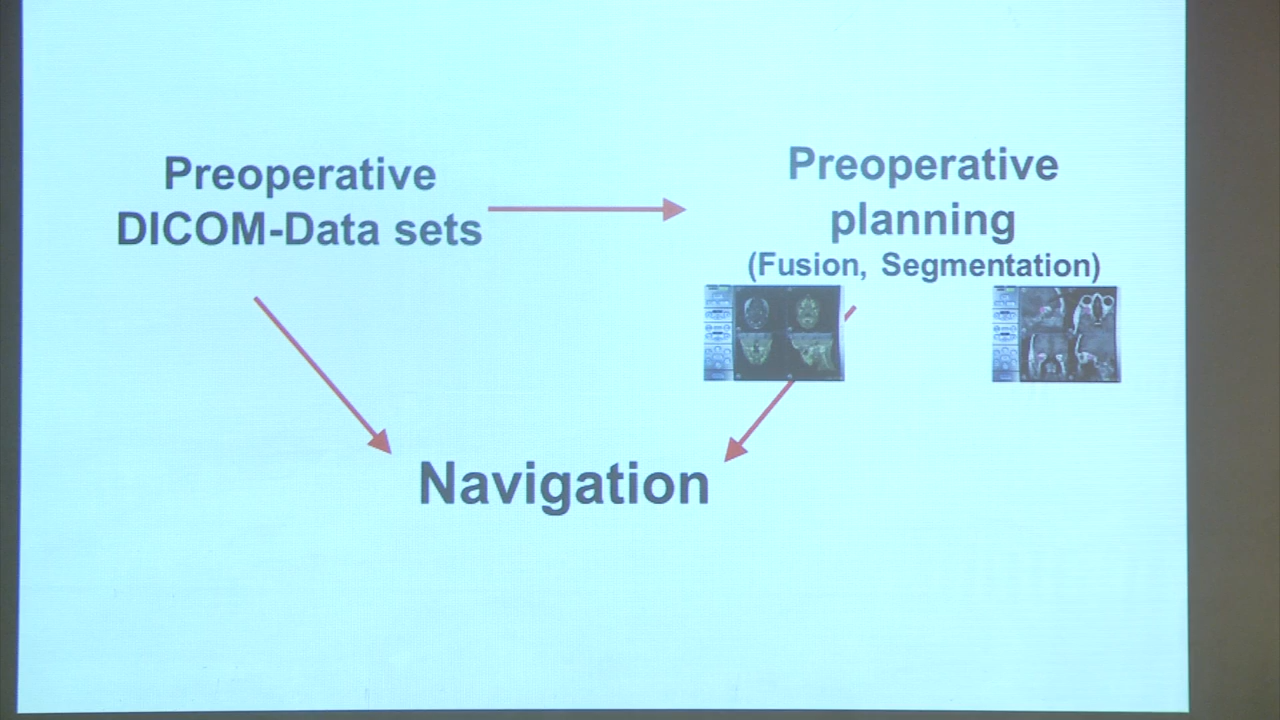 Preoperative
DICOM-Data sets
Preoperative
planning
(Fusion, Segmentation)
Navigation